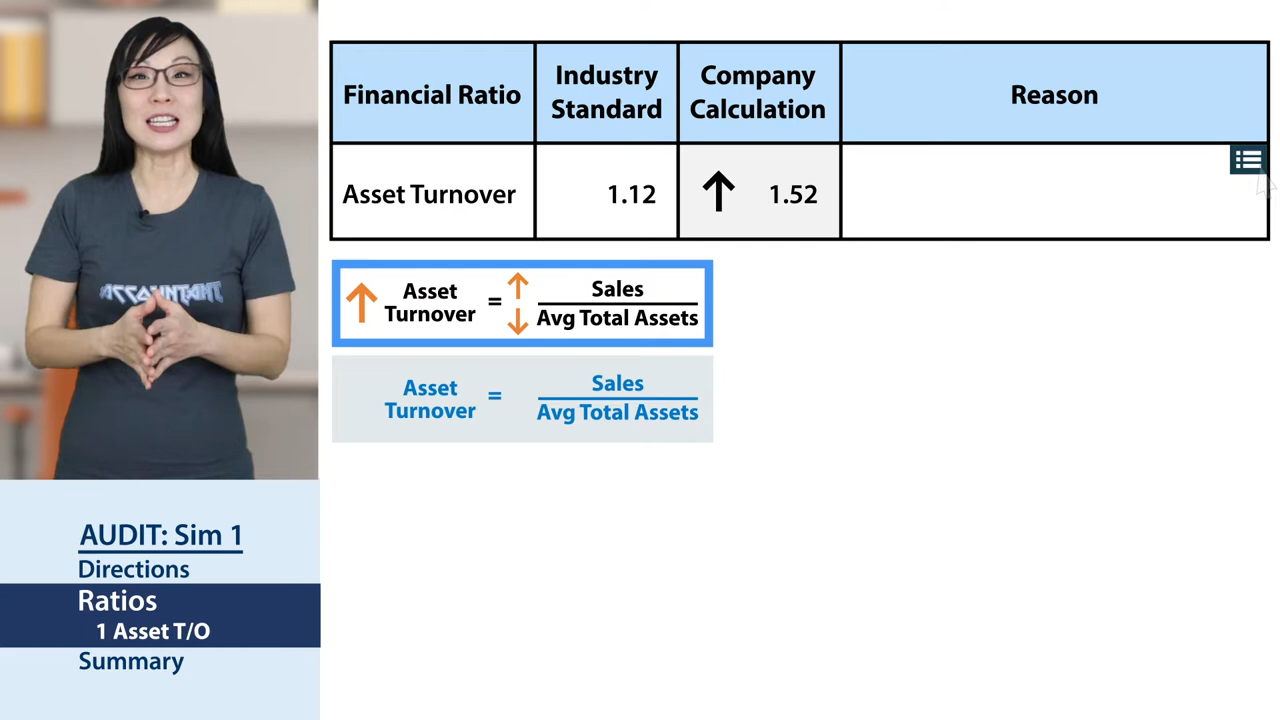 Financial Ratio
Industry
Standard
Company
Calculation
Reason
Asset Turnover
1.12
↑ 1.52
↑ Asset
Turnover
=
↑ Sales
↓ Avg Total Assets
Asset
Turnover
=
Sales
Avg Total Assets
ACCOUNTANT
AUDIT: Sim 1
Directions
Ratios
1 Asset T/O
Summary